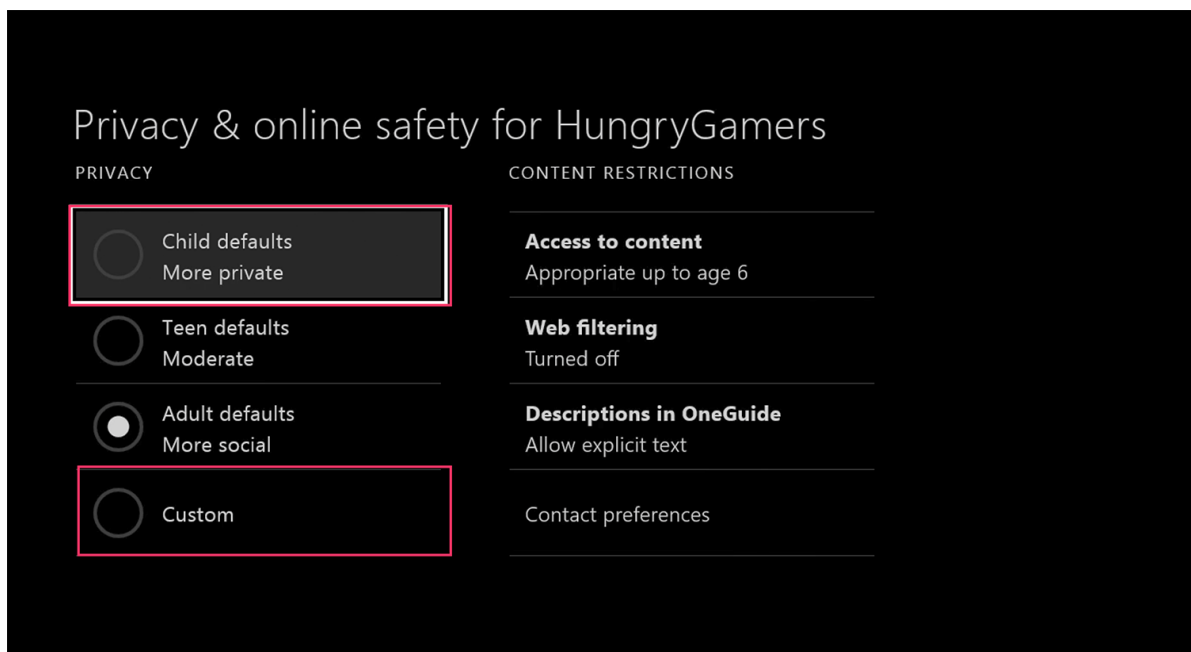 Privacy & online safety for HungryGamers
PRIVACY
Child defaults
More private
Teen defaults
Moderate
Adult defaults
More social
Custom
CONTENT RESTRICTIONS
Access to content
Appropriate up to age 6
Web filtering
Turned off
Descriptions in OneGuide
Allow explicit text
Contact preferences